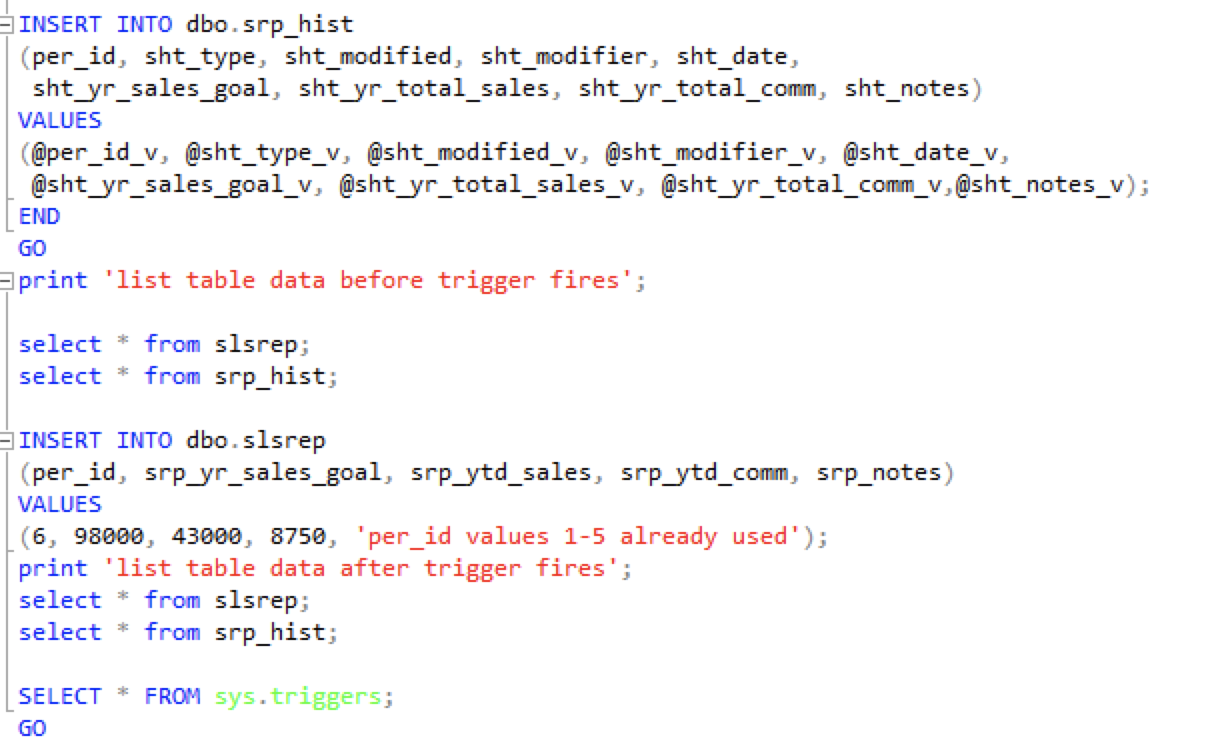 INSERT INTO dbo.srp_hist
(per_id, sht_type, sht_modified, sht_modifier, sht_date,
sht_yr_sales_goal, sht_yr_total_sales, sht_yr_total_comm, sht_notes)
VALUES
(@per_id_v, @sht_type_v, @sht_modified_v, @sht_modifier_v, @sht_date_v,
@sht_yr_sales_goal_v, @sht_yr_total_sales_v, @sht_yr_total_comm_v,@sht_notes_v);
END
GO
print 'list table data before trigger fires';
select * from slsrep;
select * from srp_hist;
INSERT INTO dbo.slsrep
(per_id, srp_yr_sales_goal, srp_ytd_sales, srp_ytd_comm, srp_notes)
VALUES
(6, 98000, 43000, 8750, 'per_id values 1-5 already used');
print 'list table data after trigger fires';
select * from slsrep;
select * from srp_hist;
SELECT * FROM sys.triggers;
GO